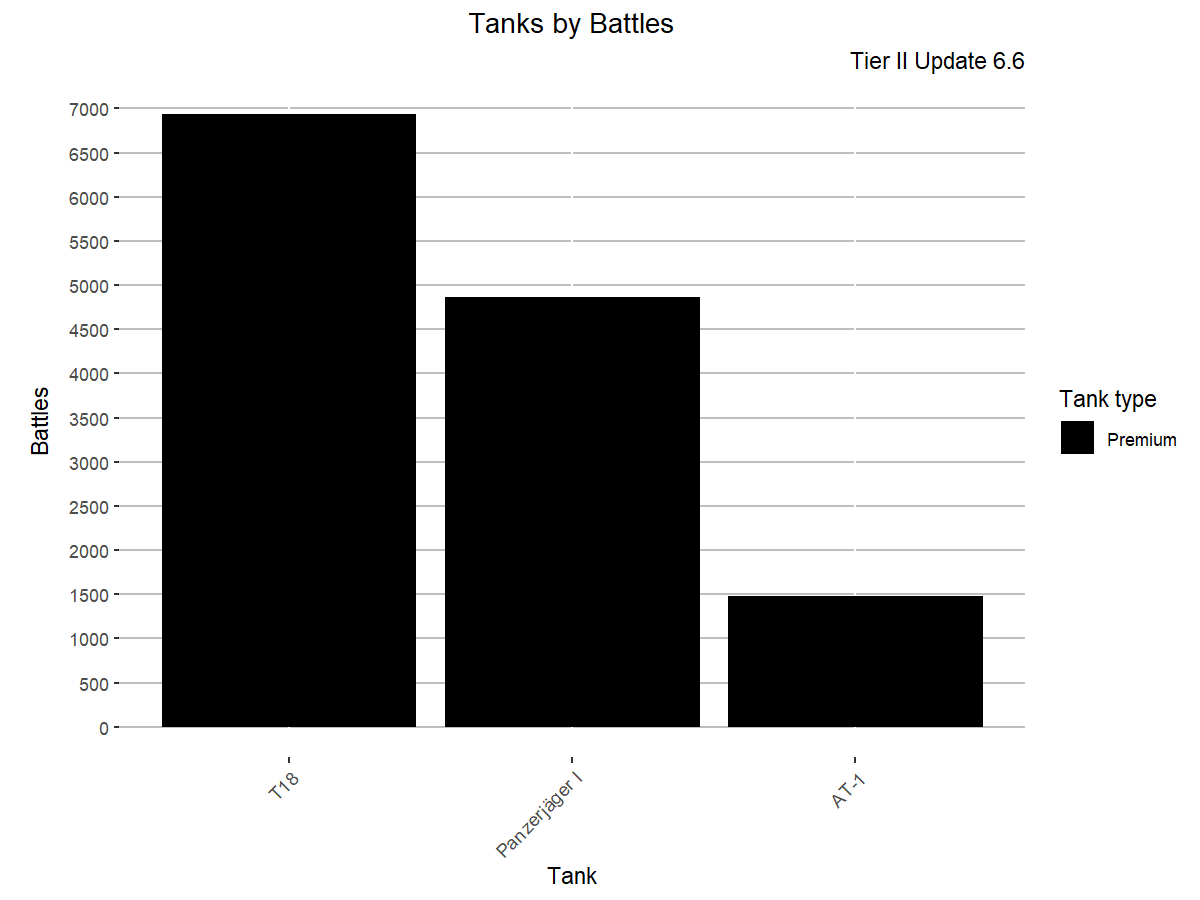 Tanks by Battles
Tier II Update 6.6
7000
6500
6000
5500
5000
4500
4000
3500
3000
2500
2000
1500
1000
500
0
Battles
T18
Panzerjäger I
AT-1
Tank
Tank type
Premium